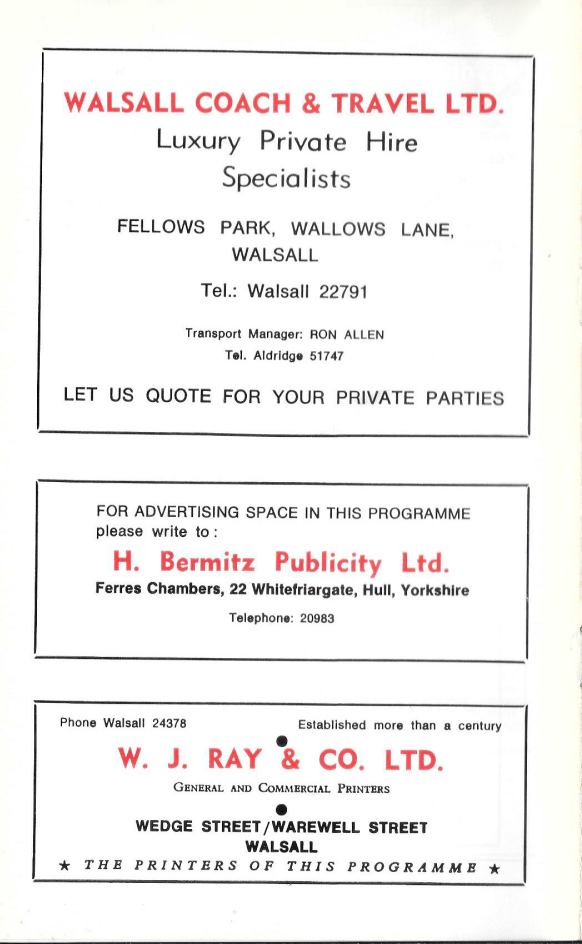 WALSALL COACH & TRAVEL LTD.
Luxury Private Hire
Specialists
FELLOWS PARK, WALLOWS LANE,
WALSALL
Tel.: Walsall 22791
Transport Manager: RON ALLEN
Tel. Aldridge 51747
LET US QUOTE FOR YOUR PRIVATE PARTIES
FOR ADVERTISING SPACE IN THIS PROGRAMME
please write to :
H. Bermitz Publicity Ltd.
Ferres Chambers, 22 Whitefriargate, Hull, Yorkshire
Telephone: 20983
Phone Walsall 24378 Established more than a century
W. J. RAY & CO. LTD.
GENERAL AND COMMERCIAL PRINTERS
WEDGE STREET/WAREWELL STREET
WALSALL
★ THE PRINTERS OF THIS PROGRAMME ★